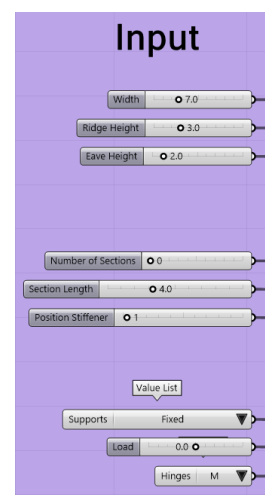 Input
Width 7.0
Ridge Height 3.0
Eave Height 2.0
Number of Sections 0
Section Length 4.0
Position Stiffener 1
Value List
Supports Fixed
Load 0.0
Hinges M